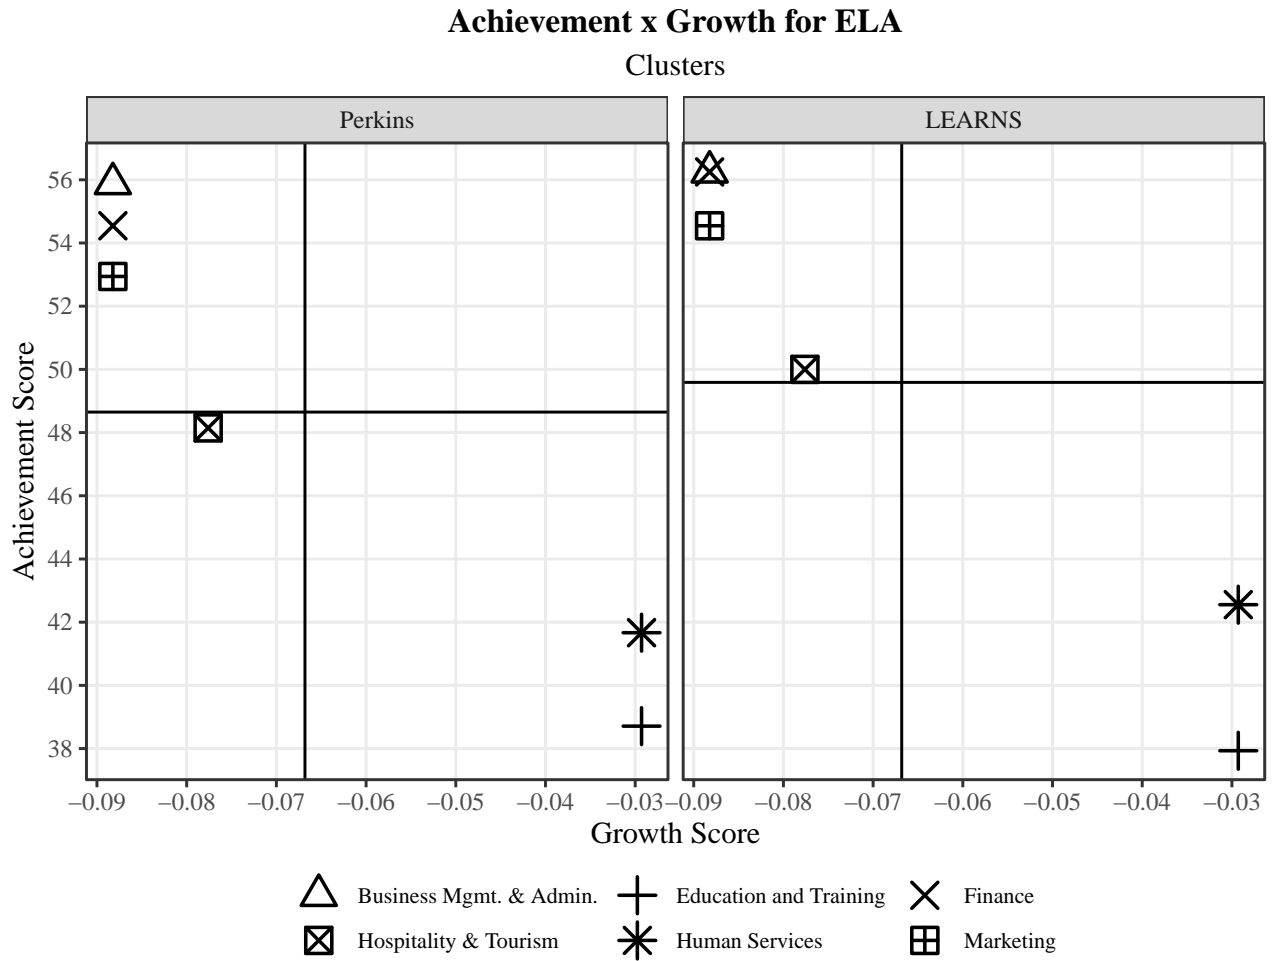 Achievement x Growth for ELA
Clusters
Perkins
LEARNS
Achievement Score
56
54
52
50
48
46
44
42
40
38
−0.09 −0.08 −0.07 −0.06 −0.05 −0.04 −0.03
−0.09 −0.08 −0.07 −0.06 −0.05 −0.04 −0.03
Growth Score
Business Mgmt. & Admin. Education and Training Finance
Hospitality & Tourism Human Services Marketing